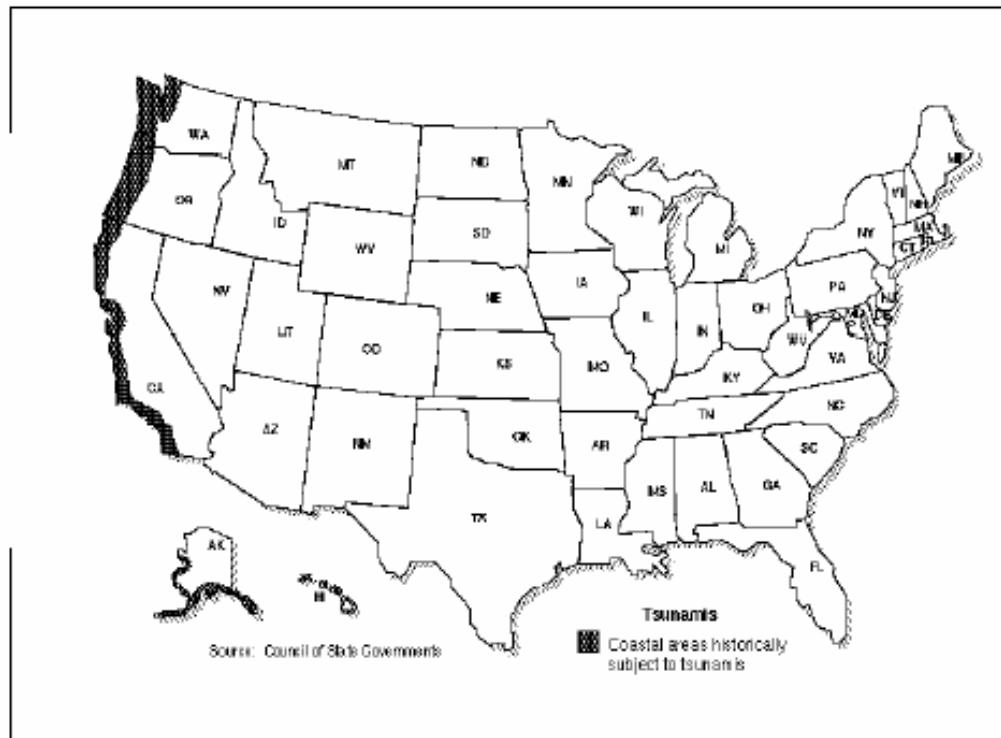 WA
MT
ND
MN
ME
VT
NH
OR
ID
SD
WI
MI
NY
MA
CT
WY
IA
PA
NJ
NV
NE
IL
IN
OH
UT
CO
KS
MO
KY
VA
CA
TN
NC
AZ
NM
OK
AR
SC
MS
AL
GA
TX
LA
FL
AK
HI
Tsunamis
Coastal areas historically
subject to tsunamis
Source: Council of State Governments